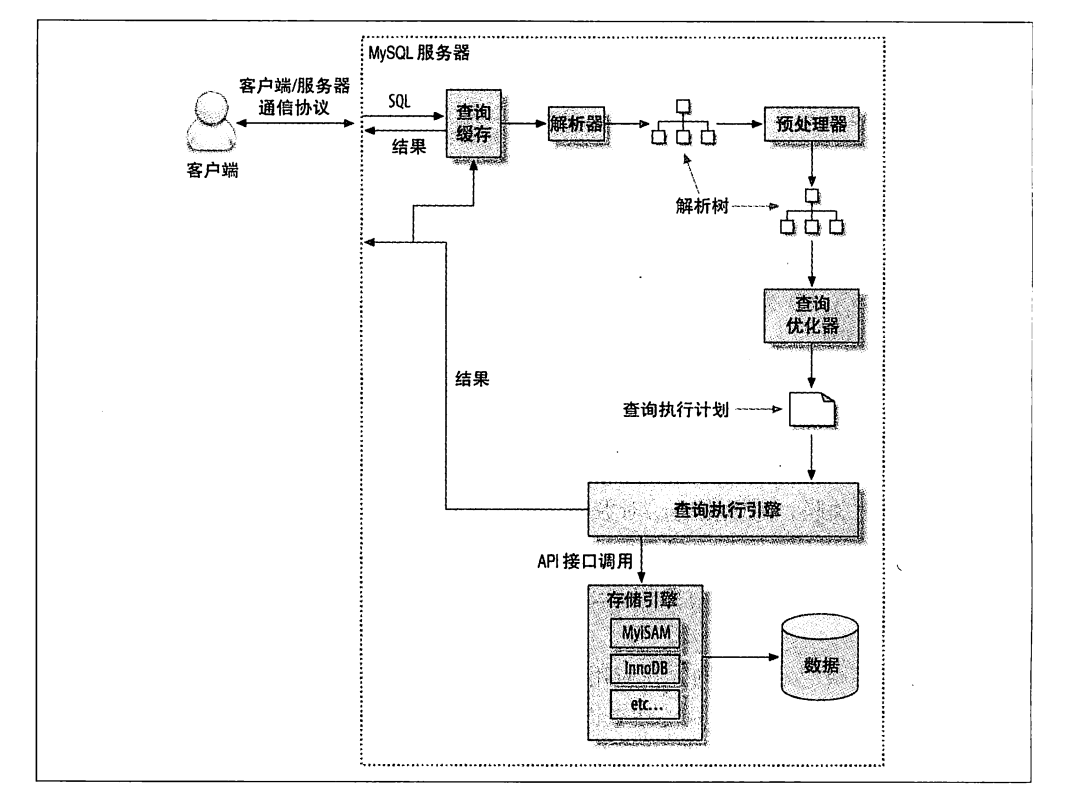 MySQL 服务器
客户端/服务器
通信协议
SQL
结果
客户端
查询
缓存
解析器
预处理器
解析树
查询
优化器
结果
查询执行计划
查询执行引擎
API 接口调用
存储引擎
MyISAM
InnoDB
etc...
数据